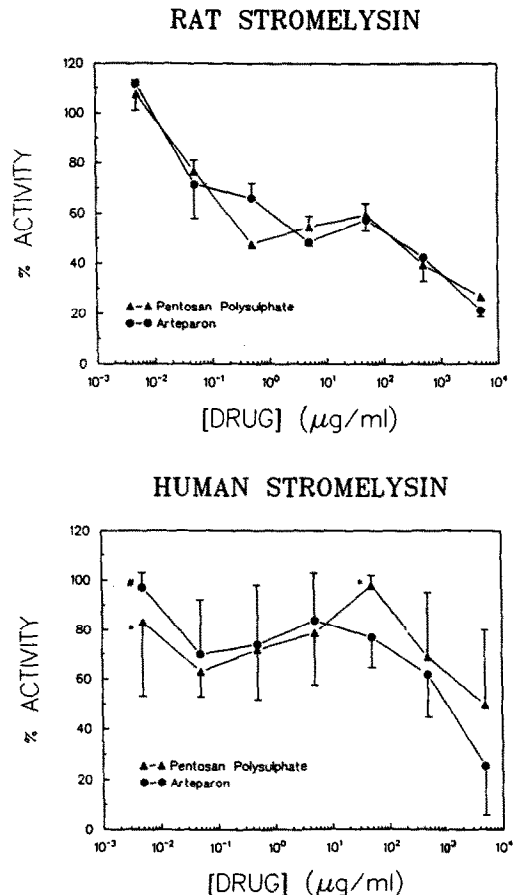 RAT STROMELYSIN
120
100
80
60
40
20
0
% ACTIVITY
▲-▲ Pentosan Polysulphate
●-● Arteparon
10⁻³ 10⁻² 10⁻¹ 10⁰ 10¹ 10² 10³ 10⁴
[DRUG] (μg/ml)
HUMAN STROMELYSIN
120
100
80
60
40
20
0
% ACTIVITY
#
*
*
▲-▲ Pentosan Polysulphate
●-● Arteparon
10⁻³ 10⁻² 10⁻¹ 10⁰ 10¹ 10² 10³ 10⁴
[DRUG] (μg/ml)